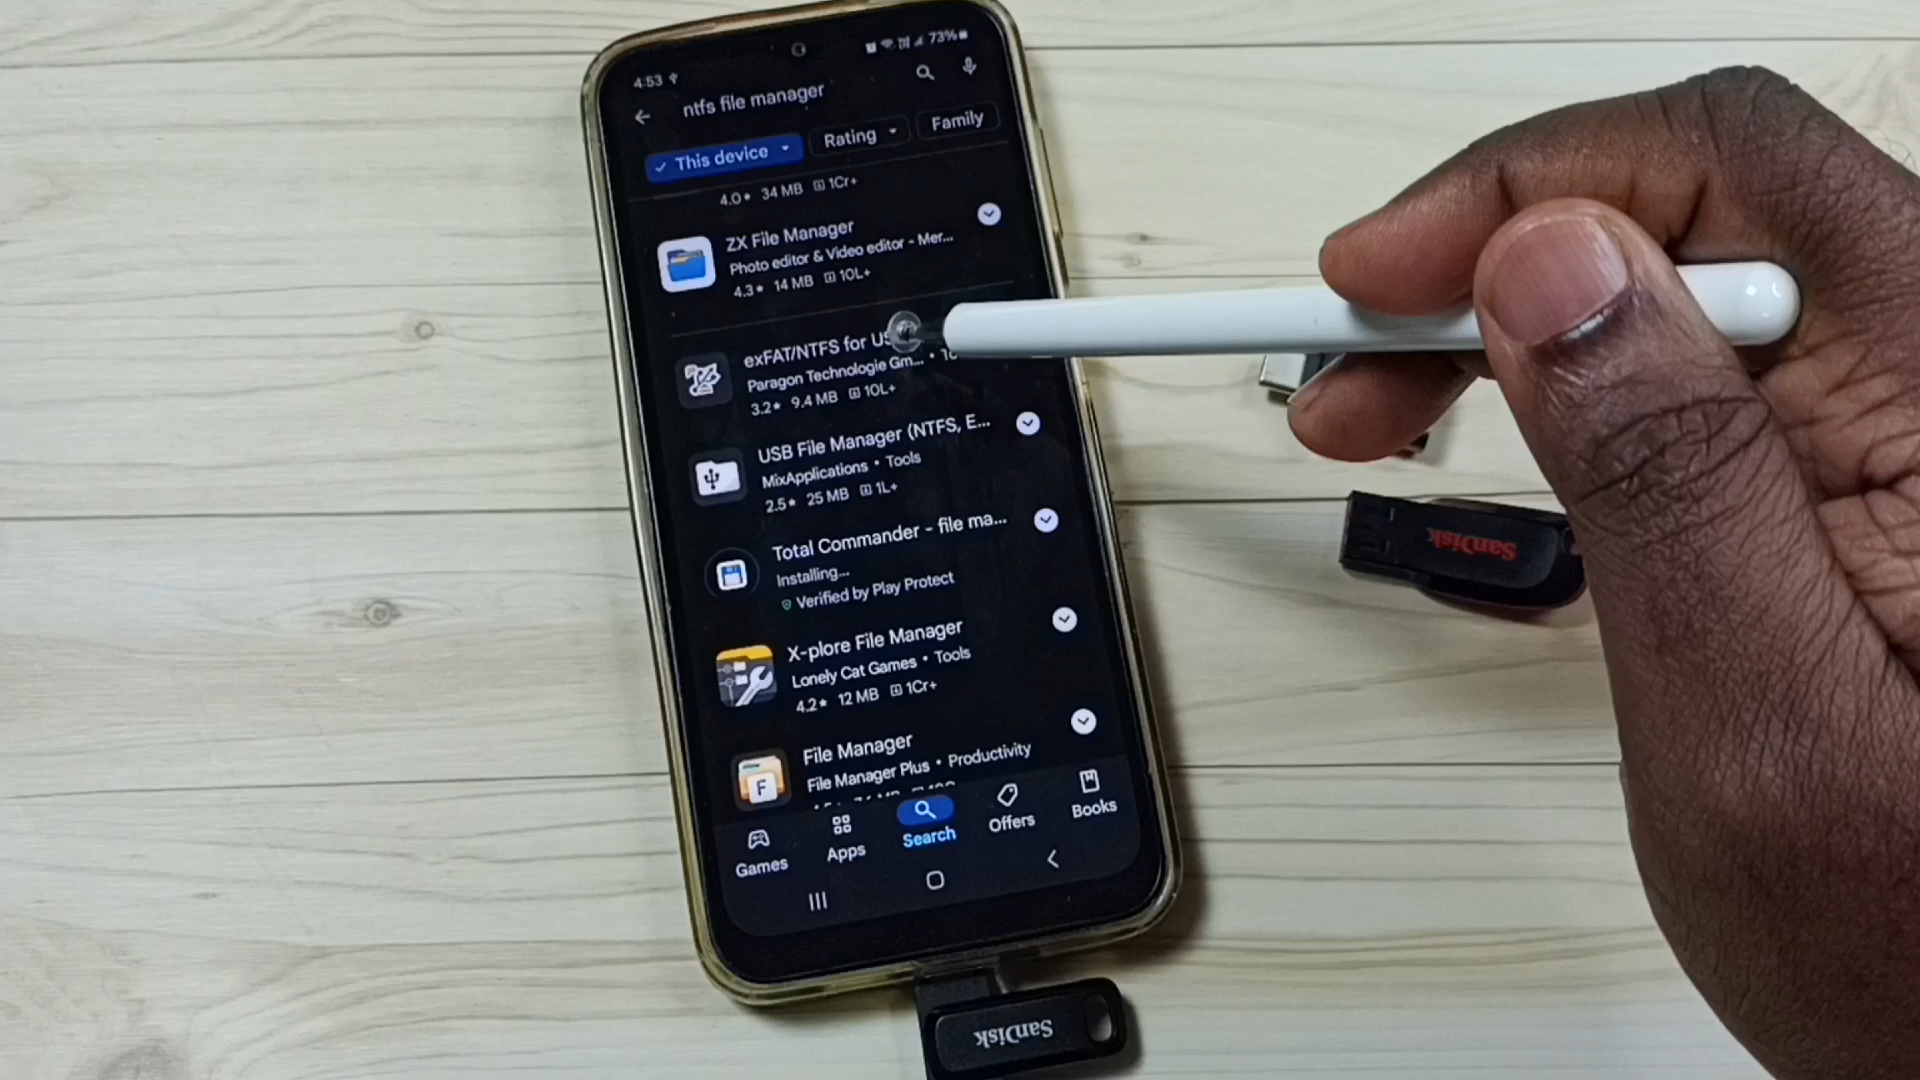 4:53
73%
ntfs file manager
This device
Rating
Family
4.0★ 34 MB 1Cr+
ZX File Manager
Photo editor & Video editor - Mer...
4.3★ 14 MB 10L+
exFAT/NTFS for US
Paragon Technologie Gm... •
3.2★ 9.4 MB 10L+
USB File Manager (NTFS, E...
MixApplications • Tools
2.5★ 25 MB 1L+
Total Commander - file ma...
Installing...
Verified by Play Protect
X-plore File Manager
Lonely Cat Games • Tools
4.2★ 12 MB 1Cr+
File Manager
File Manager Plus • Productivity
F
Games
Apps
Search
Offers
Books
SanDisk
SanDisk